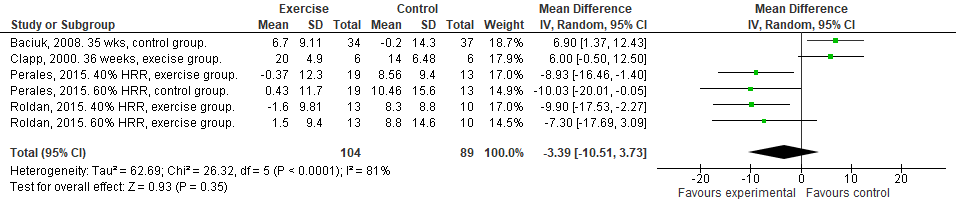 Exercise Control Mean Difference Mean Difference
Study or Subgroup Mean SD Total Mean SD Total Weight IV, Random, 95% CI IV, Random, 95% CI
Baciuk, 2008. 35 wks, control group. 6.7 9.11 34 -0.2 14.3 37 18.7% 6.90 [1.37, 12.43]
Clapp, 2000. 36 weeks, execise group. 20 4.9 6 14 6.48 6 17.9% 6.00 [-0.50, 12.50]
Perales, 2015. 40% HRR, exercise group. -0.37 12.3 19 8.56 9.4 13 17.0% -8.93 [-16.46, -1.40]
Perales, 2015. 60% HRR, control group. 0.43 11.7 19 10.46 15.6 13 14.9% -10.03 [-20.01, -0.05]
Roldan, 2015. 40% HRR, exercise group. -1.6 9.81 13 8.3 8.8 10 16.9% -9.90 [-17.53, -2.27]
Roldan, 2015. 60% HRR, exercise group. 1.5 9.4 13 8.8 14.6 10 14.5% -7.30 [-17.69, 3.09]
Total (95% CI) 104 89 100.0% -3.39 [-10.51, 3.73]
Heterogeneity: Tau² = 62.69; Chi² = 26.32, df = 5 (P < 0.0001); I² = 81%
Test for overall effect: Z = 0.93 (P = 0.35)
-20 -10 0 10 20
Favours experimental Favours control